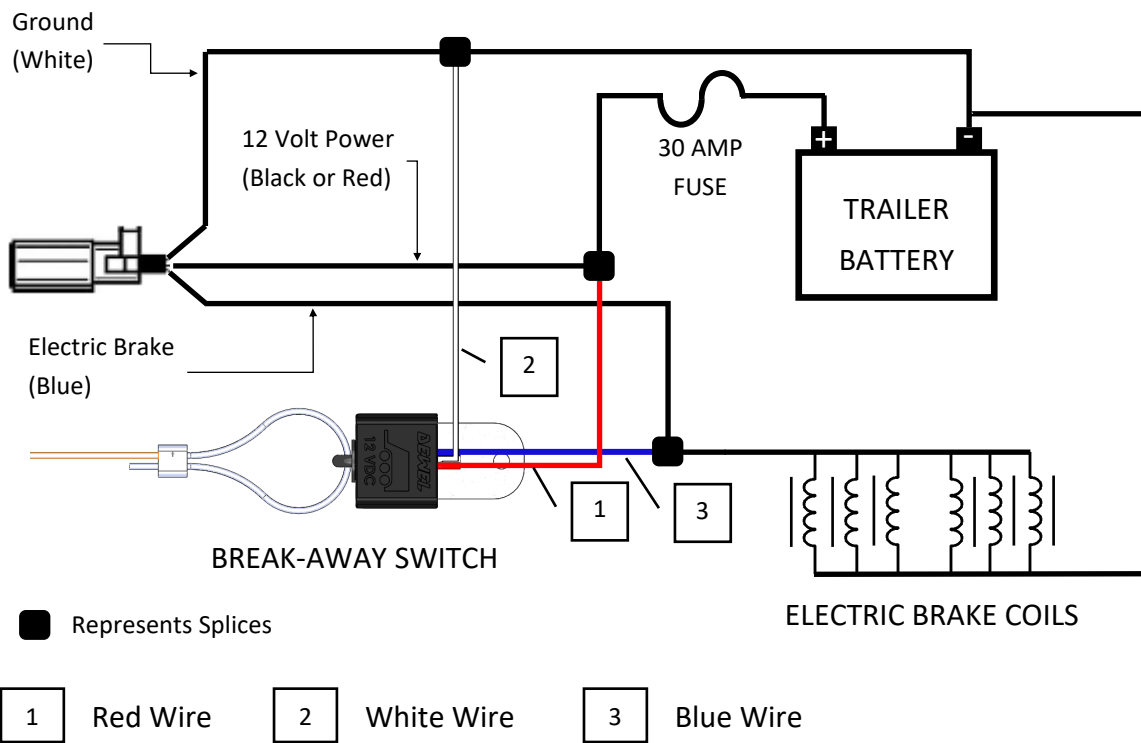 Ground
(White)
12 Volt Power
(Black or Red)
30 AMP
FUSE
+
-
TRAILER
BATTERY
Electric Brake
(Blue)
2
12 VDC
BEWEL
1
3
BREAK-AWAY SWITCH
ELECTRIC BRAKE COILS
Represents Splices
1 Red Wire
2 White Wire
3 Blue Wire